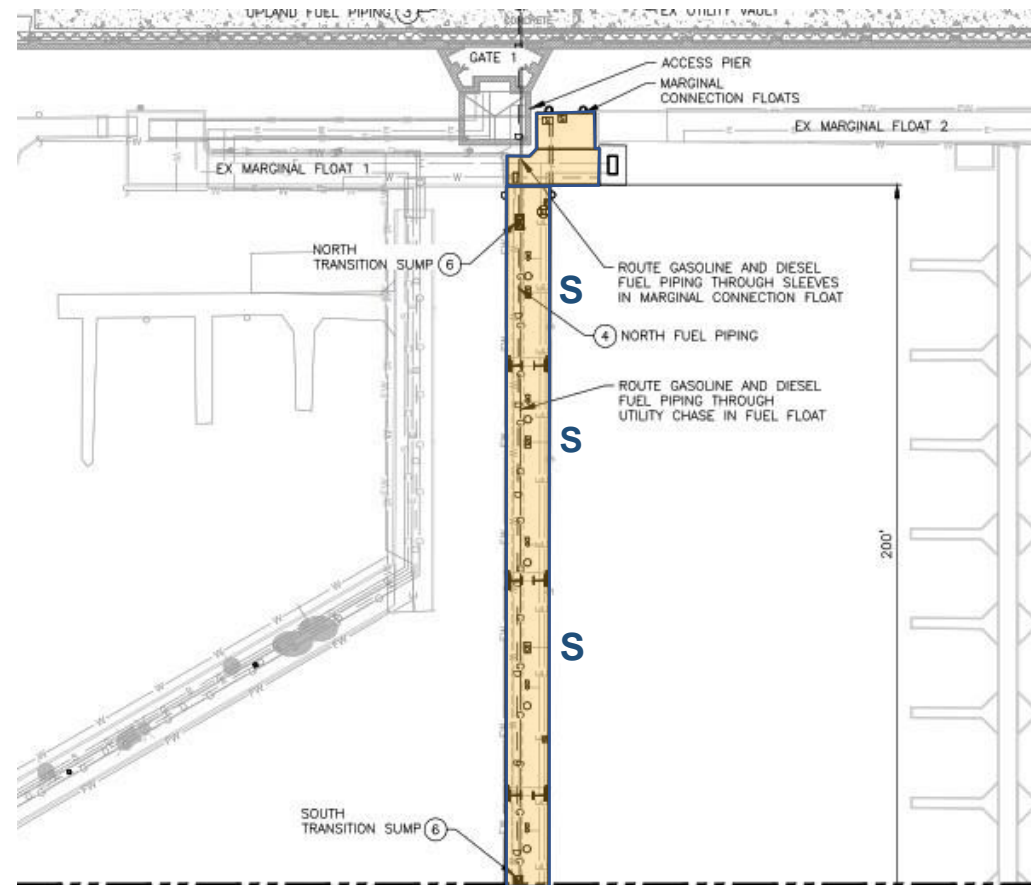 UPLAND FUEL PIPING 3
EX UTILITY VAULT
CONCRETE
GATE 1
ACCESS PIER
MARGINAL
CONNECTION FLOATS
EX MARGINAL FLOAT 2
EX MARGINAL FLOAT 1
NORTH
TRANSITION SUMP 6
ROUTE GASOLINE AND DIESEL
FUEL PIPING THROUGH SLEEVES
IN MARGINAL CONNECTION FLOAT
S
4 NORTH FUEL PIPING
ROUTE GASOLINE AND DIESEL
FUEL PIPING THROUGH
UTILITY CHASE IN FUEL FLOAT
S
200'
S
SOUTH
TRANSITION SUMP 6